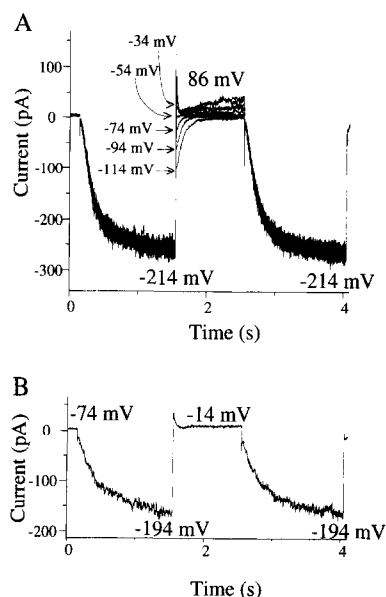 A
-34 mV
100
-54 mV
86 mV
0
-74 mV
-94 mV
-100
-114 mV
Current (pA)
-200
-300
-214 mV
-214 mV
0
2
4
Time (s)
B
-74 mV
-14 mV
0
Current (pA)
-100
-200
-194 mV
-194 mV
0
2
4
Time (s)